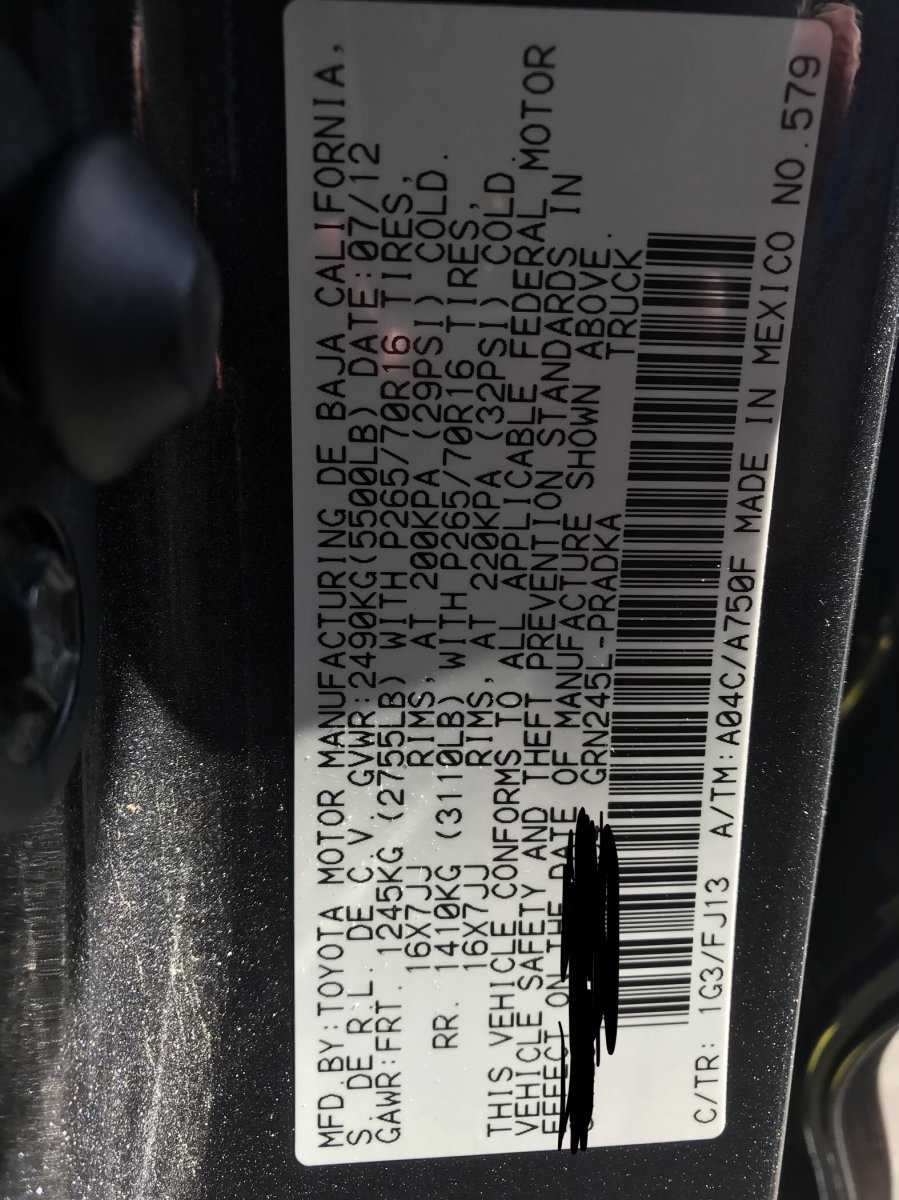 MFD.BY:TOYOTA MOTOR MANUFACTURING DE BAJA CALIFORNIA,
S. DE R.L. DE C.V. GVWR:2490KG(5500LB) DATE:07/12
GAWR:FRT. 1245KG (2755LB) WITH P265/70R16 TIRES,
16X7JJ RIMS, AT 200KPA (29PSI) COLD.
RR. 1410KG (3110LB) WITH P265/70R16 TIRES,
16X7JJ RIMS, AT 220KPA (32PSI) COLD.
THIS VEHICLE CONFORMS TO ALL APPLICABLE FEDERAL MOTOR
VEHICLE SAFETY AND THEFT PREVENTION STANDARDS IN
EFFECT ON THE DATE OF MANUFACTURE SHOWN ABOVE.
GRN245L-PRADKA TRUCK
C/TR: 1G3/FJ13 A/TM:A04C/A750F MADE IN MEXICO NO.579